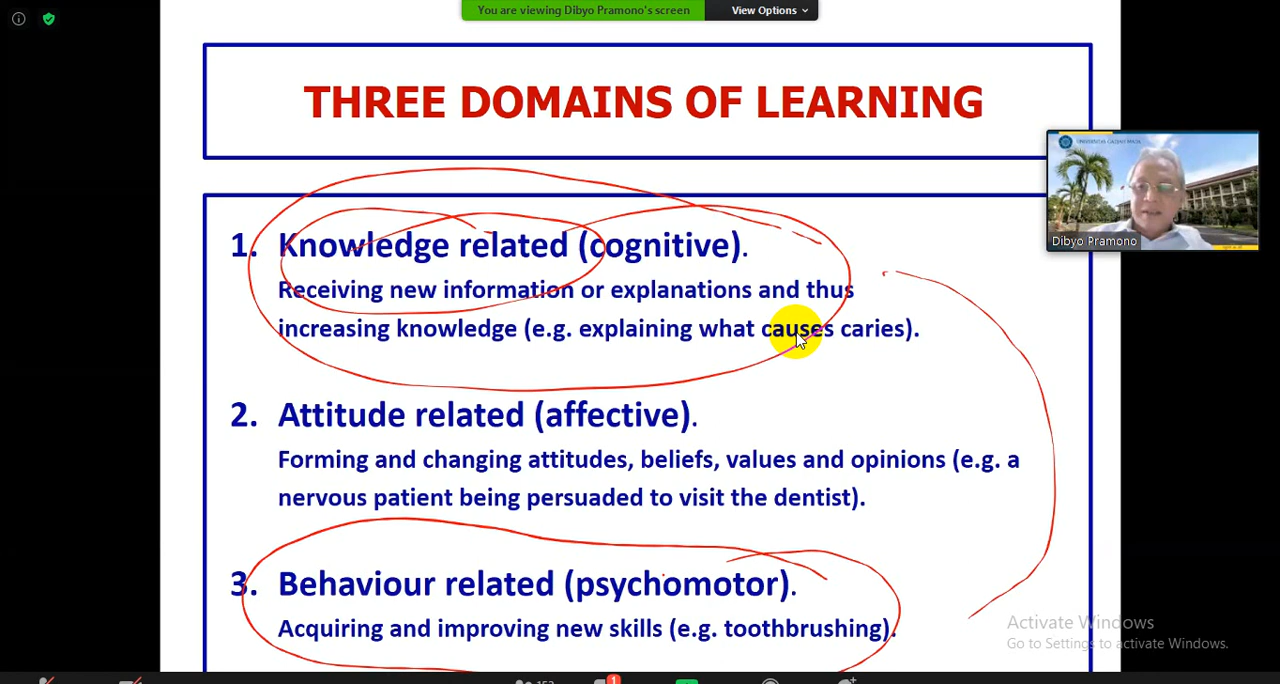 You are viewing Dibyo Pramono's screen
View Options
THREE DOMAINS OF LEARNING
1. Knowledge related (cognitive).
Receiving new information or explanations and thus
increasing knowledge (e.g. explaining what causes caries).
Dibyo Pramono
2. Attitude related (affective).
Forming and changing attitudes, beliefs, values and opinions (e.g. a
nervous patient being persuaded to visit the dentist).
3. Behaviour related (psychomotor).
Acquiring and improving new skills (e.g. toothbrushing).
Activate Windows
Go to Settings to activate Windows.
1